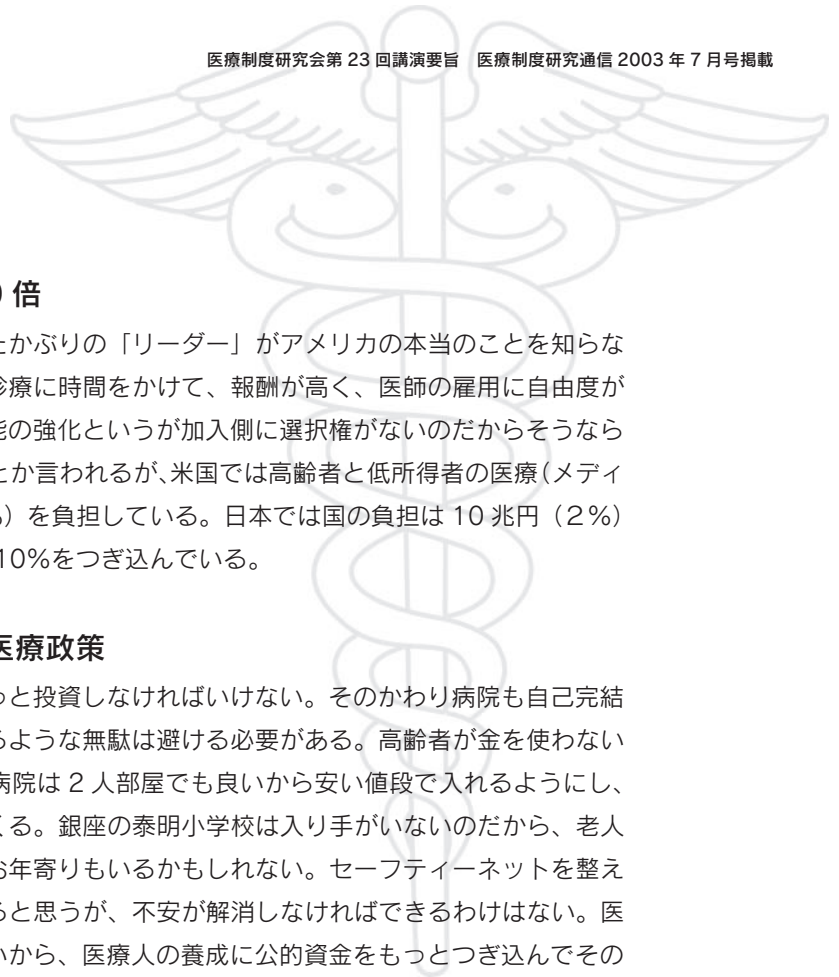 医療制度研究会第 23 回講演要旨　医療制度研究通信 2003 年 7 月号掲載
倍
たかぶりの「リーダー」がアメリカの本当のことを知らな
診療に時間をかけて、報酬が高く、医師の雇用に自由度が
能の強化というが加入側に選択権がないのだからそうなら
とか言われるが、米国では高齢者と低所得者の医療（メディ
）を負担している。日本では国の負担は 10 兆円（2％）
10％をつぎ込んでいる。
医療政策
っと投資しなければいけない。そのかわり病院も自己完結
るような無駄は避ける必要がある。高齢者が金を使わない
病院は 2 人部屋でも良いから安い値段で入れるようにし、
くる。銀座の泰明小学校は入り手がいないのだから、老人
お年寄りもいるかもしれない。セーフティーネットを整え
ると思うが、不安が解消しなければできるわけはない。医
いから、医療人の養成に公的資金をもっとつぎ込んでその